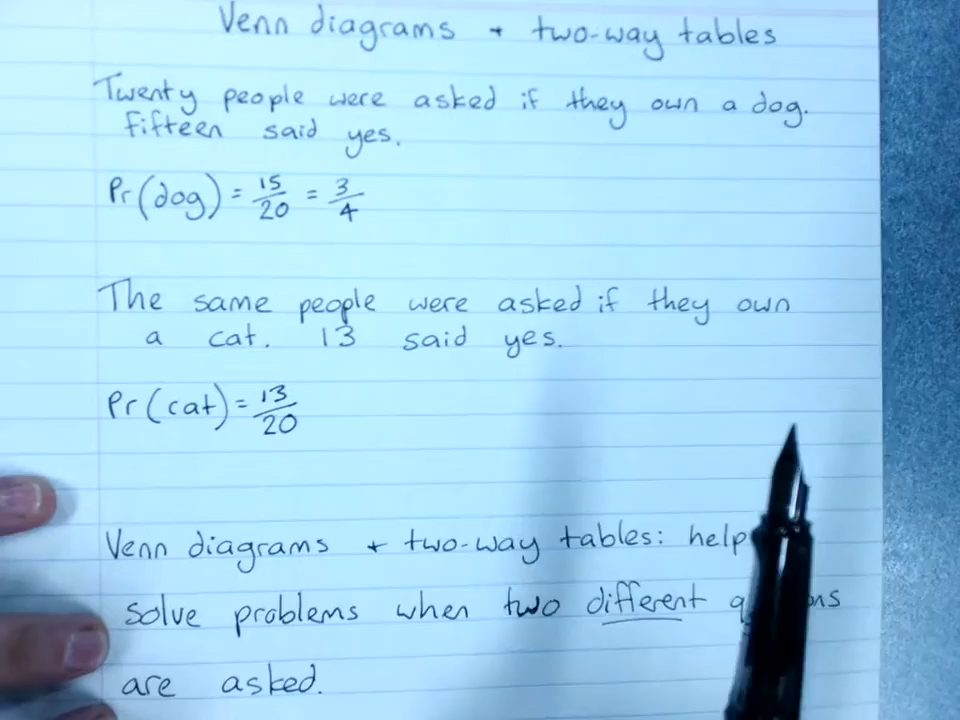 Venn diagrams + two-way tables
Twenty people were asked if they own a dog.
Fifteen said yes.
Pr(dog) = 15/20 = 3/4
The same people were asked if they own
a cat. 13 said yes.
Pr(cat) = 13/20
Venn diagrams + two-way tables: help
solve problems when two different
are asked.